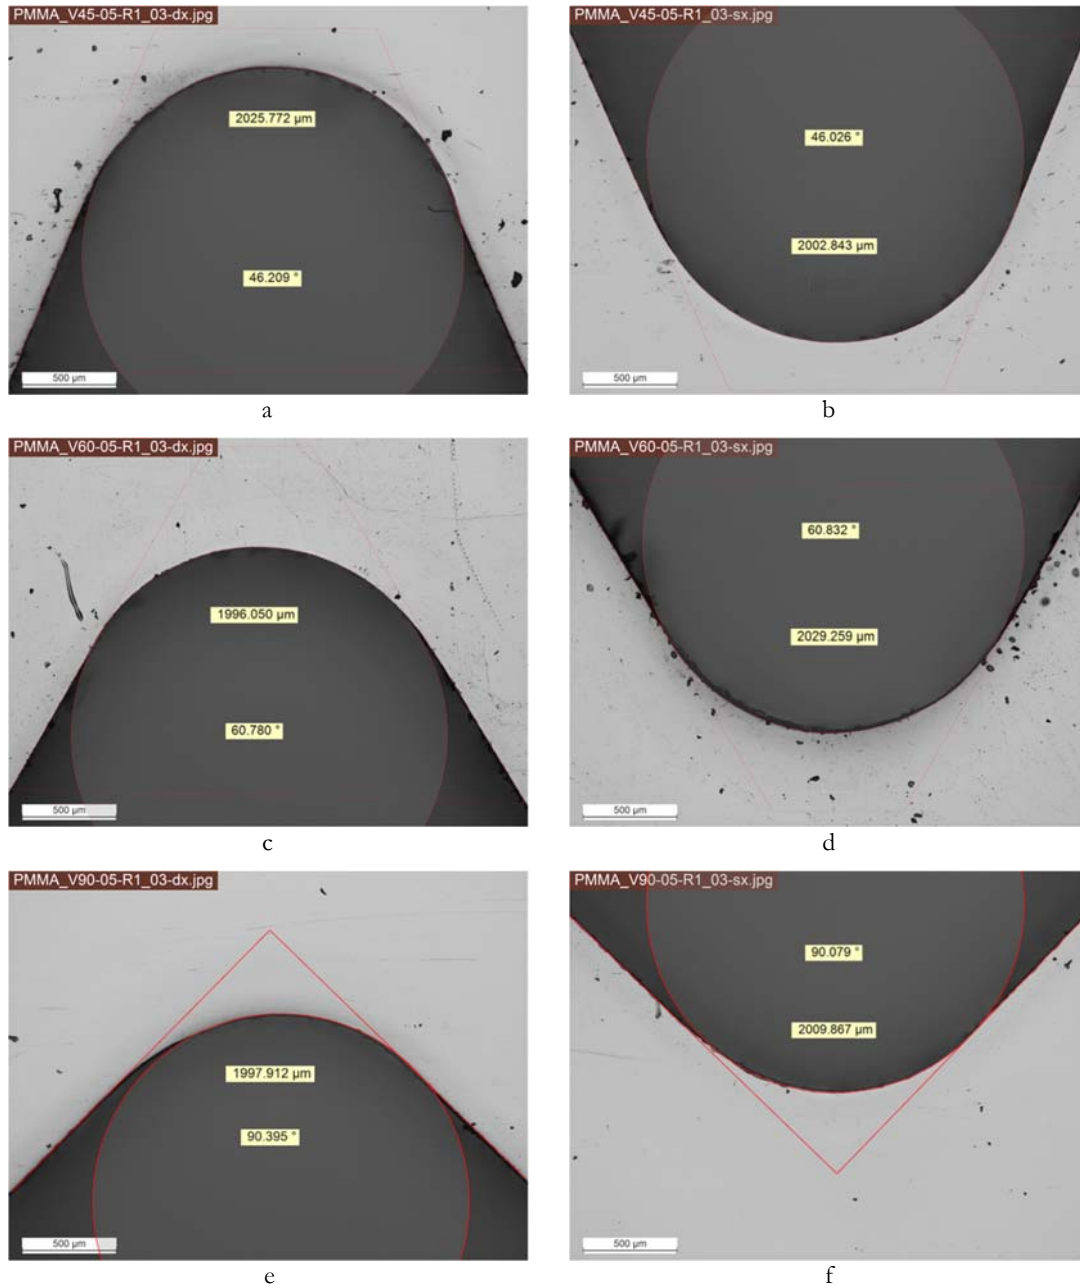 PMMA_V45-05-R1_03-dx.jpg
2025.772 µm
46.209 °
500 µm
a
PMMA_V45-05-R1_03-sx.jpg
46.026 °
2002.843 µm
500 µm
b
PMMA_V60-05-R1_03-dx.jpg
1996.050 µm
60.780 °
500 µm
c
PMMA_V60-05-R1_03-sx.jpg
60.832 °
2029.259 µm
500 µm
d
PMMA_V90-05-R1_03-dx.jpg
1997.912 µm
90.395 °
500 µm
e
PMMA_V90-05-R1_03-sx.jpg
90.079 °
2009.867 µm
500 µm
f